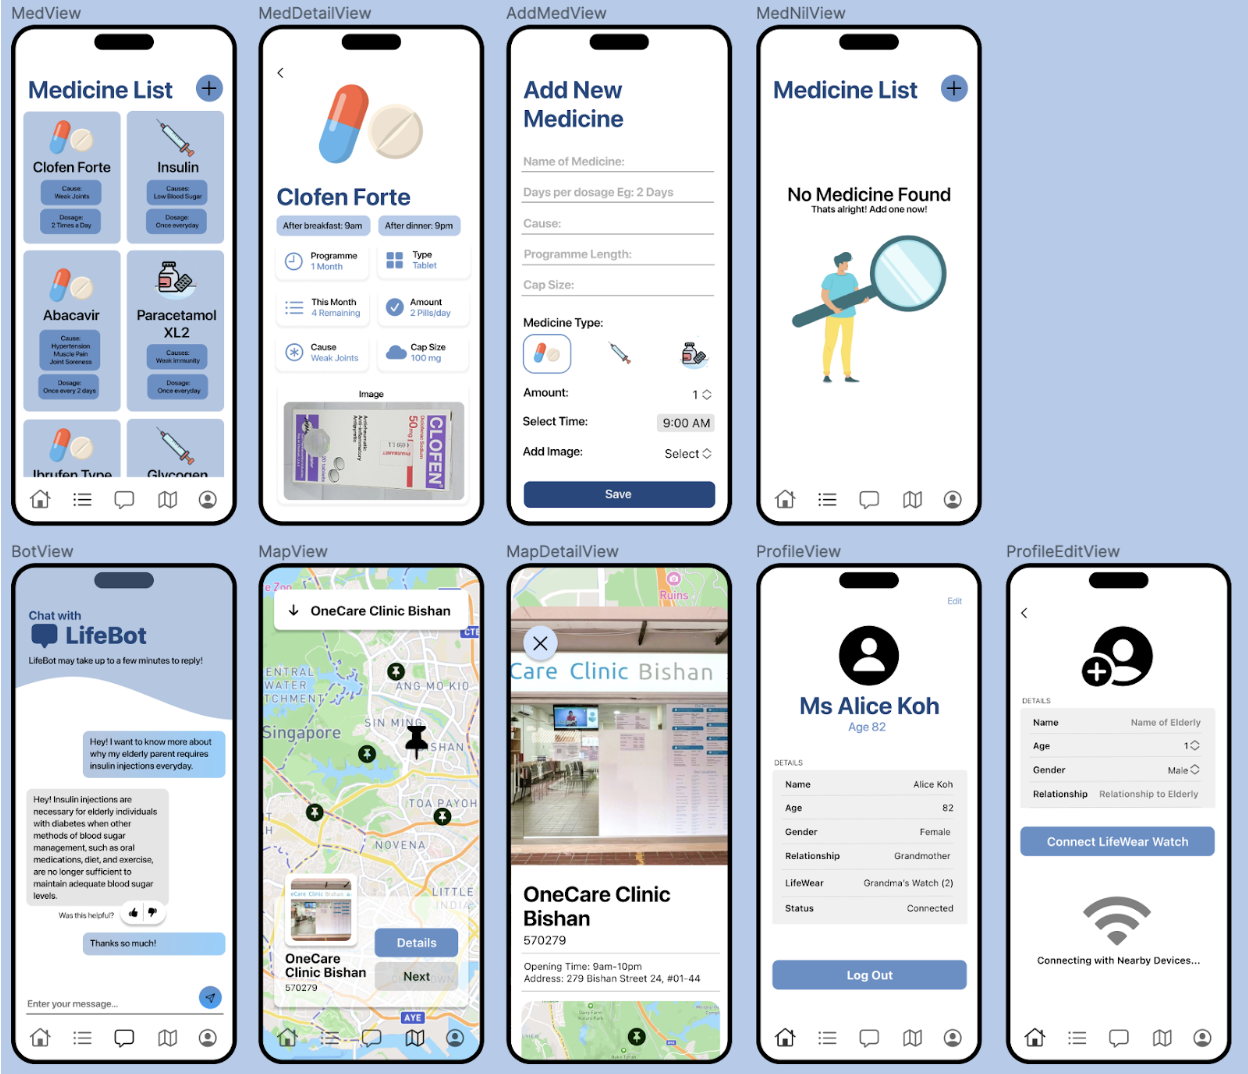 MedView
MedDetailView
AddMedView
MedNilView
Medicine List
Clofen Forte
Cause:
Weak Joints
Dosage:
2 Times a Day
Insulin
Causes:
Low Blood Sugar
Dosage:
Once everyday
Abacavir
Cause:
Hypertension
Muscle Pain
Joint Soreness
Dosage:
Once every 2 days
Paracetamol
XL2
Causes:
Weak Immunity
Dosage:
Once everyday
Ibrufen Type
Glycogen
Clofen Forte
After breakfast: 9am
After dinner: 9pm
Programme
1 Month
Type
Tablet
This Month
4 Remaining
Amount
2 Pills/day
Cause
Weak Joints
Cap Size
100 mg
Image
CLOFEN
50mg
Diclofenac Sodium
Antirheumatic
Anti-inflammatory
Antigetic
Add New
Medicine
Name of Medicine:
Days per dosage Eg: 2 Days
Cause:
Programme Length:
Cap Size:
Medicine Type:
Amount:
1
Select Time:
9:00 AM
Add Image:
Select
Save
Medicine List
No Medicine Found
Thats alright! Add one now!
BotView
MapView
MapDetailView
ProfileView
ProfileEditView
Chat with
LifeBot
LifeBot may take up to a few minutes to reply!
Hey! I want to know more about
why my elderly parent requires
insulin injections everyday.
Hey! Insulin injections are
necessary for elderly individuals
with diabetes when other
methods of blood sugar
management, such as oral
medications, diet, and exercise,
are no longer sufficient to
maintain adequate blood sugar
levels.
Was this helpful?
Thanks so much!
Enter your message...
e Zoo
OneCare Clinic Bishan
CTE
ENTRAL
WATER
TCHMENT
ANG MO KID
SIN MING
Singapore
SHAN
TOA PAYOH
H
NOVENA
LITTLE
INDIA
OneCare
Clinic Bishan
570279
Details
Next
AYE
Ruins
Care Clinic Bishan
OneCare Clinic
Bishan
570279
Opening Time: 9am-10pm
Address: 279 Bishan Street 24, #01-44
Edit
Ms Alice Koh
Age 82
DETAILS
Name
Alice Koh
Age
82
Gender
Female
Relationship
Grandmother
LifeWear
Grandma's Watch (2)
Status
Connected
Log Out
DETAILS
Name
Name of Elderly
Age
1
Gender
Male
Relationship
Relationship to Elderly
Connect LifeWear Watch
Connecting with Nearby Devices...